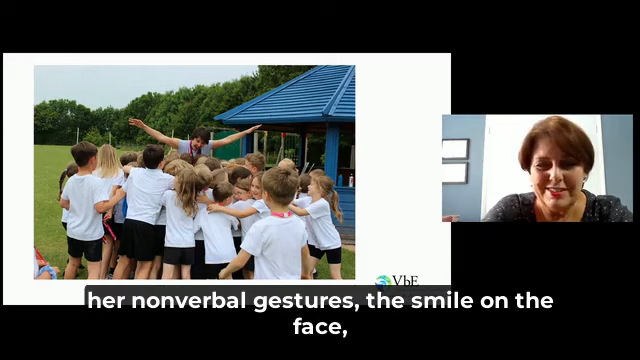 VbE
her nonverbal gestures, the smile on the
face,